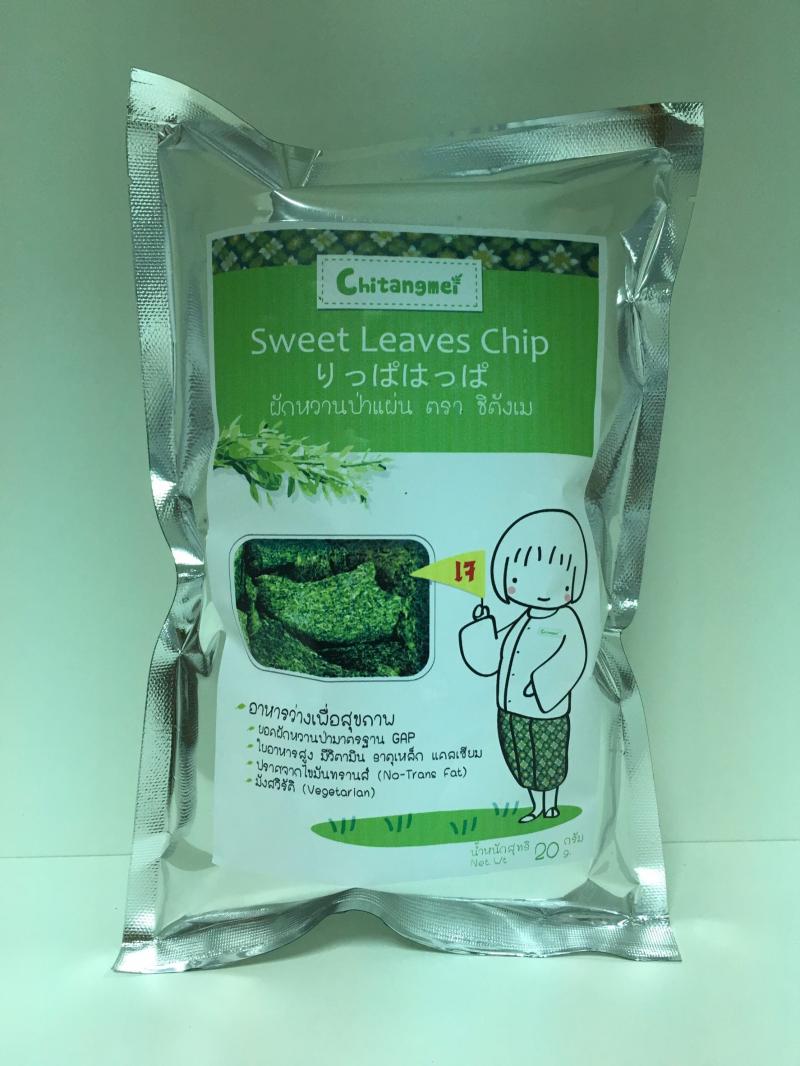 Chitangmei
Sweet Leaves Chip
りっぱはっぱ
ผักหวานป่าแผ่น ตรา ชิตังเม
เจ
Chitangmei
อาหารว่างเพื่อสุขภาพ
ยอดผักหวานป่ามาตรฐาน GAP
ใยอาหารสูง มีวิตามิน ธาตุเหล็ก แคลเซียม
ปราศจากไขมันทรานส์ (No-Trans Fat)
มังสวิรัติ (Vegetarian)
น้ำหนักสุทธิ 20 กรัม
Net Wt g.